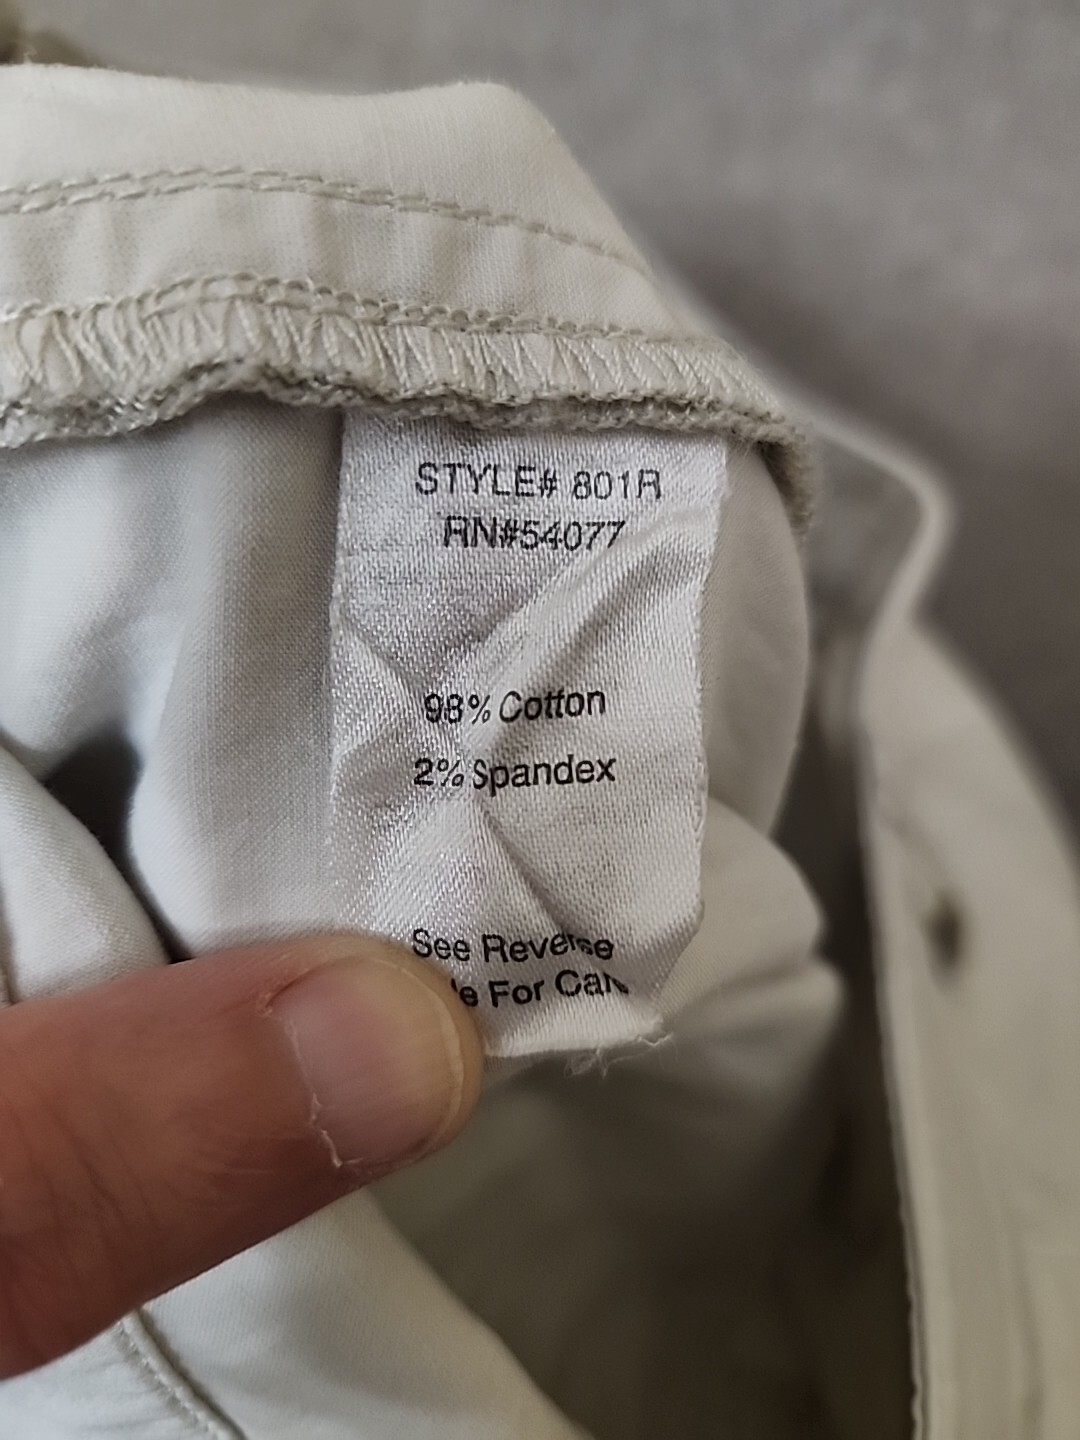 STYLE# 801R
RN#54077
98% Cotton
2% Spandex
See Reverse
For